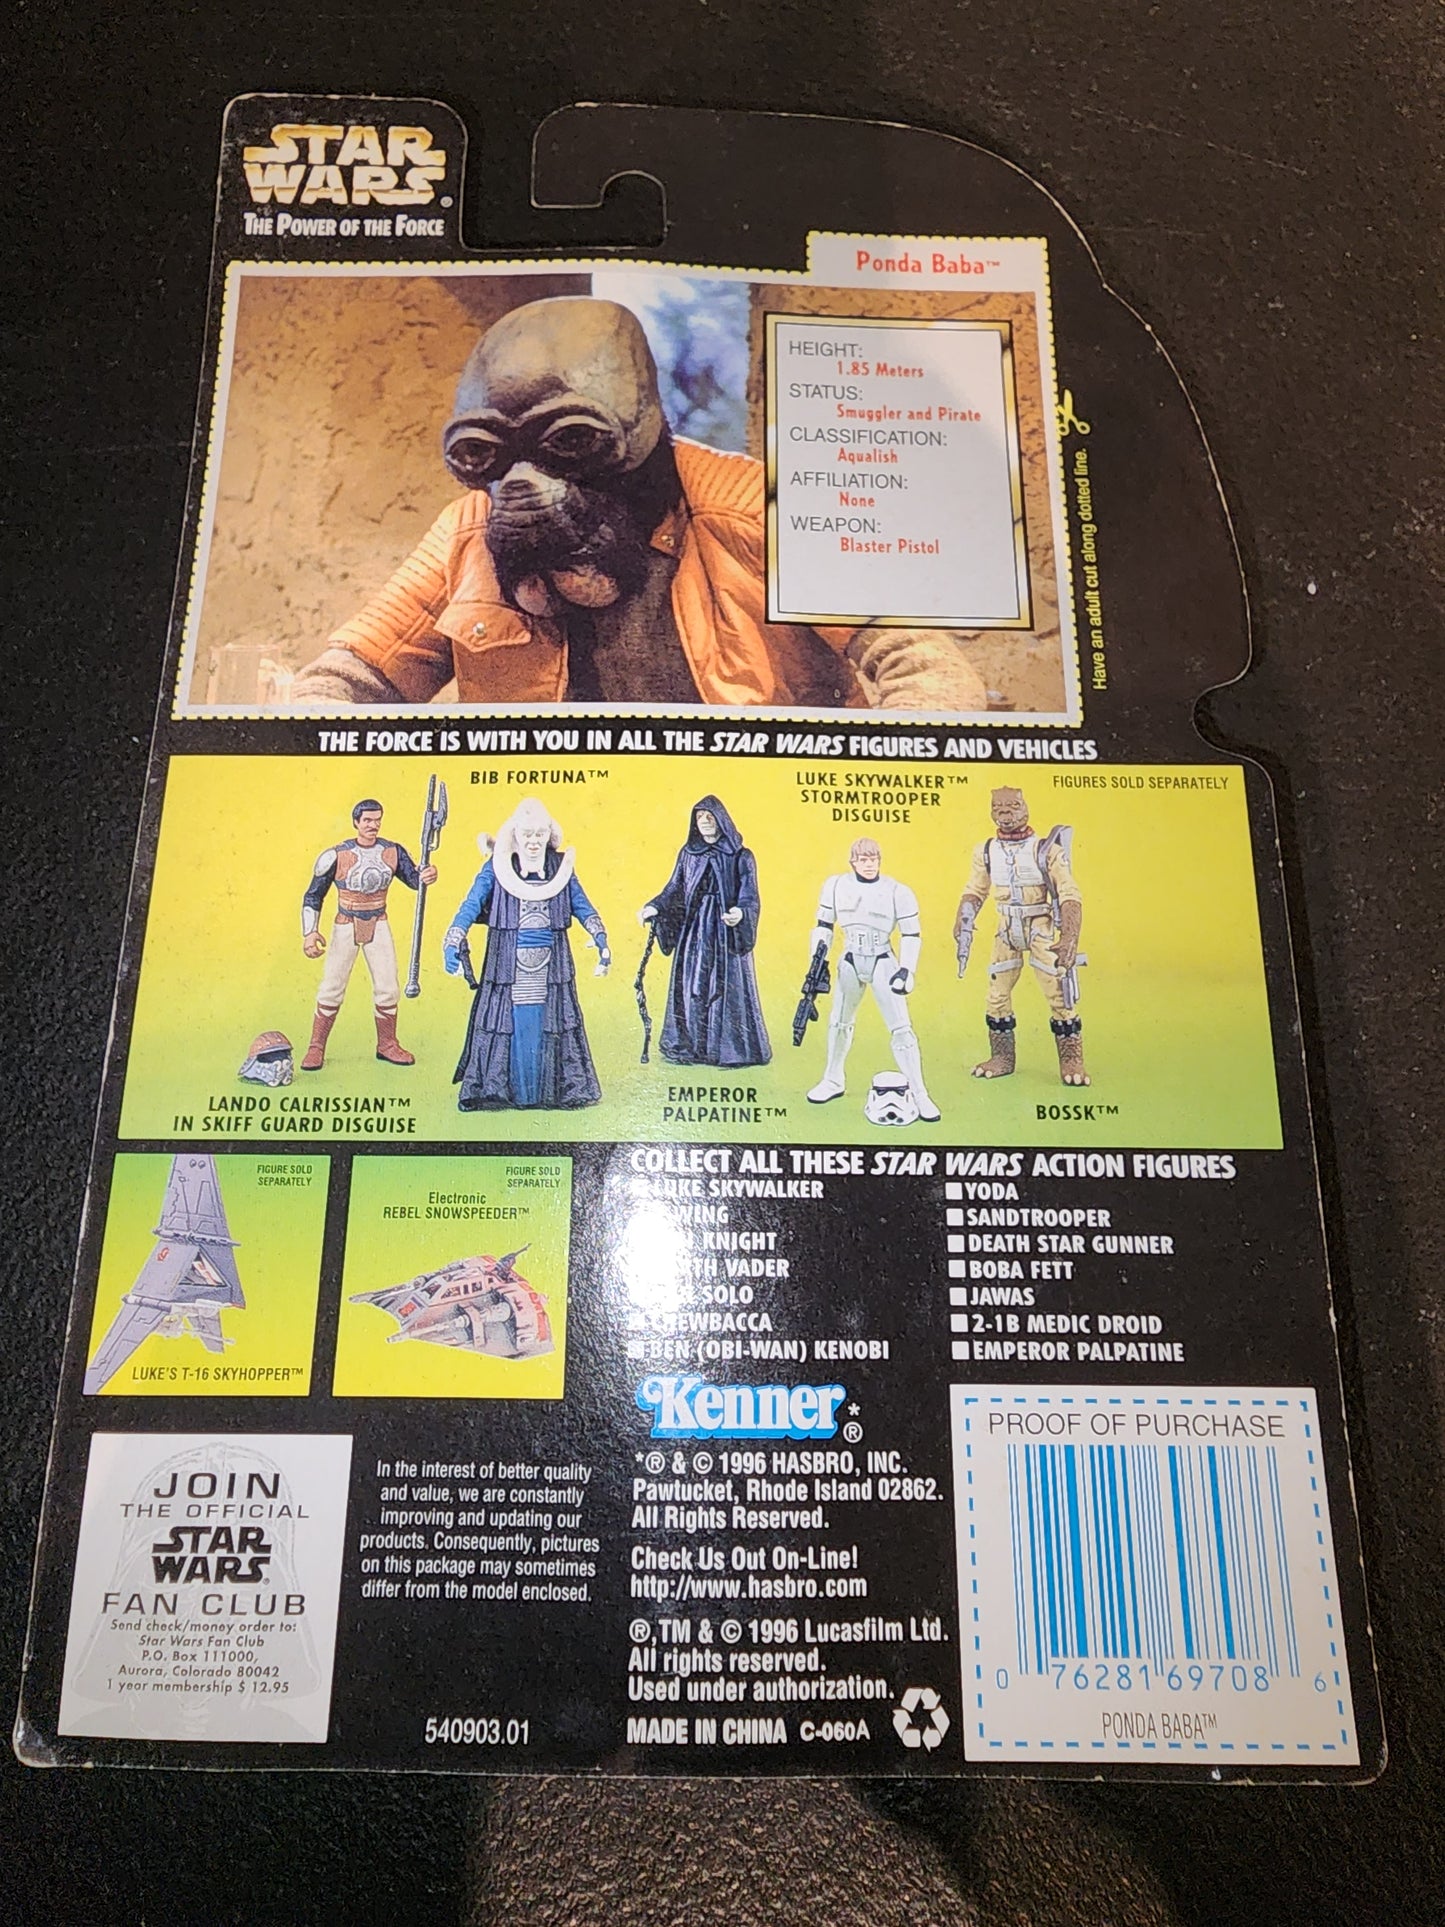 STAR
WARS®
THE POWER OF THE FORCE
Ponda Baba™
HEIGHT:
1.85 Meters
STATUS:
Smuggler and Pirate
CLASSIFICATION:
Aqualish
AFFILIATION:
None
WEAPON:
Blaster Pistol
Have an adult cut along dotted line.
THE FORCE IS WITH YOU IN ALL THE STAR WARS FIGURES AND VEHICLES
BIB FORTUNA™
LUKE SKYWALKER™
STORMTROOPER
DISGUISE
FIGURES SOLD SEPARATELY
LANDO CALRISSIAN™
IN SKIFF GUARD DISGUISE
EMPEROR
PALPATINE™
BOSSK™
FIGURE SOLD
SEPARATELY
LUKE'S T-16 SKYHOPPER™
FIGURE SOLD
SEPARATELY
Electronic
REBEL SNOWSPEEDER™
COLLECT ALL THESE STAR WARS ACTION FIGURES
SKYWALKER
KNIGHT
VADER
SOLO
BEN (OBI-WAN) KENOBI
YODA
SANDTROOPER
DEATH STAR GUNNER
BOBA FETT
JAWAS
2-1B MEDIC DROID
EMPEROR PALPATINE
JOIN
THE OFFICIAL
STAR
WARS®
FAN CLUB
Send check/money order to:
Star Wars Fan Club
P.O. Box 111000,
Aurora, Colorado 80042
1 year membership $ 12.95
In the interest of better quality
and value, we are constantly
improving and updating our
products. Consequently, pictures
on this package may sometimes
differ from the model enclosed.
540903.01
Kenner*®
*® & © 1996 HASBRO, INC.
Pawtucket, Rhode Island 02862.
All Rights Reserved.
Check Us Out On-Line!
http://www.hasbro.com
®,TM & © 1996 Lucasfilm Ltd.
All rights reserved.
Used under authorization.
MADE IN CHINA C-060A
PROOF OF PURCHASE
0 76281 69708 6
PONDA BABA™